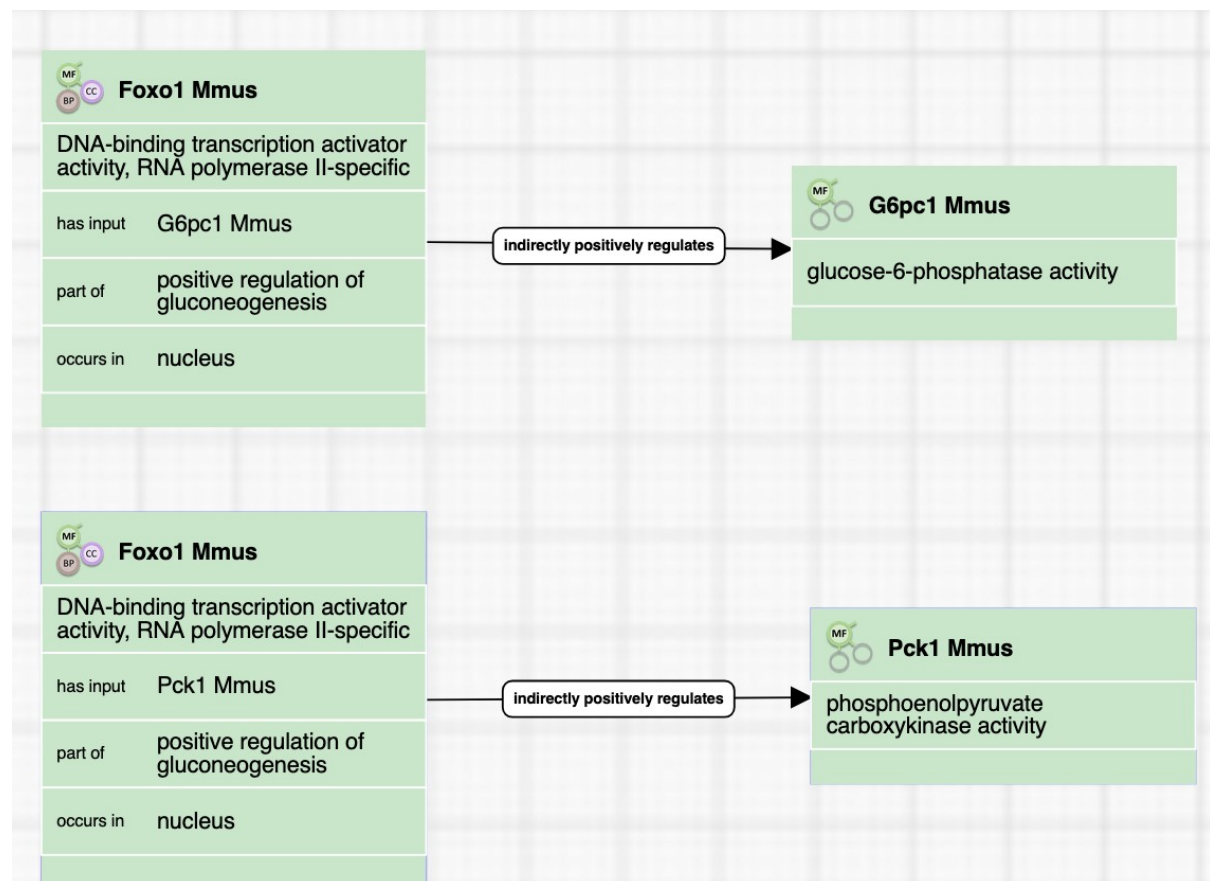 MF
CC
BP
Foxo1 Mmus
DNA-binding transcription activator
activity, RNA polymerase II-specific
has input G6pc1 Mmus
part of positive regulation of
gluconeogenesis
occurs in nucleus
indirectly positively regulates
MF
G6pc1 Mmus
glucose-6-phosphatase activity
MF
CC
BP
Foxo1 Mmus
DNA-binding transcription activator
activity, RNA polymerase II-specific
has input Pck1 Mmus
part of positive regulation of
gluconeogenesis
occurs in nucleus
indirectly positively regulates
MF
Pck1 Mmus
phosphoenolpyruvate
carboxykinase activity